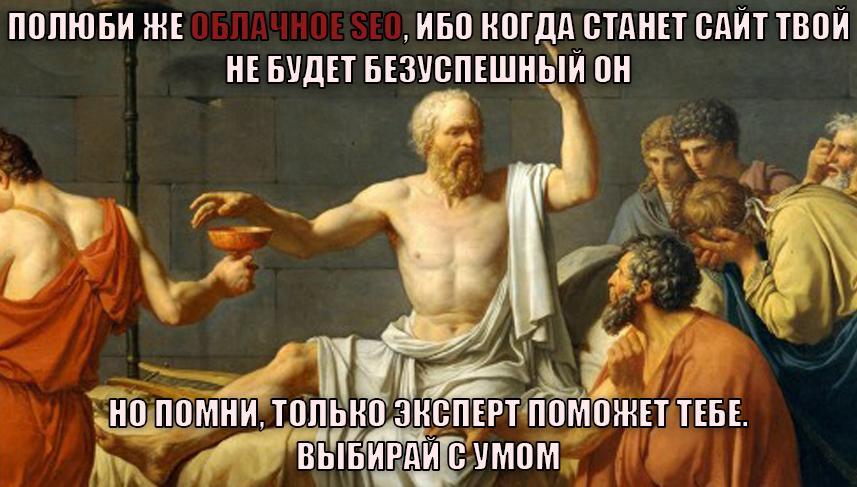 ПОЛЮБИ ЖЕ ОБЛАЧНОЕ SEO, ИБО КОГДА СТАНЕТ САЙТ ТВОЙ
НЕ БУДЕТ БЕЗУСПЕШНЫЙ ОН
НО ПОМНИ, ТОЛЬКО ЭКСПЕРТ ПОМОЖЕТ ТЕБЕ.
ВЫБИРАЙ С УМОМ